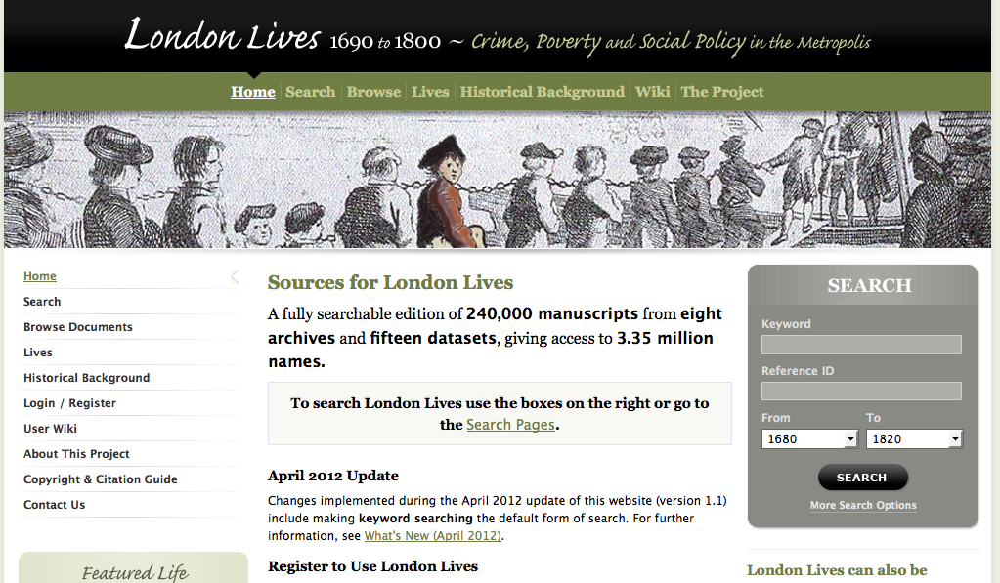 London Lives 1690 to 1800 ~ Crime, Poverty and Social Policy in the Metropolis
Home Search Browse Lives Historical Background Wiki The Project
Home
Search
Browse Documents
Lives
Historical Background
Login / Register
User Wiki
About This Project
Copyright & Citation Guide
Contact Us
Featured Life
Sources for London Lives
A fully searchable edition of 240,000 manuscripts from eight
archives and fifteen datasets, giving access to 3.35 million
names.
To search London Lives use the boxes on the right or go to
the Search Pages.
April 2012 Update
Changes implemented during the April 2012 update of this website (version 1.1)
include making keyword searching the default form of search. For further
information, see What's New (April 2012).
Register to Use London Lives
SEARCH
Keyword
Reference ID
From To
1680 1820
SEARCH
More Search Options
London Lives can also be